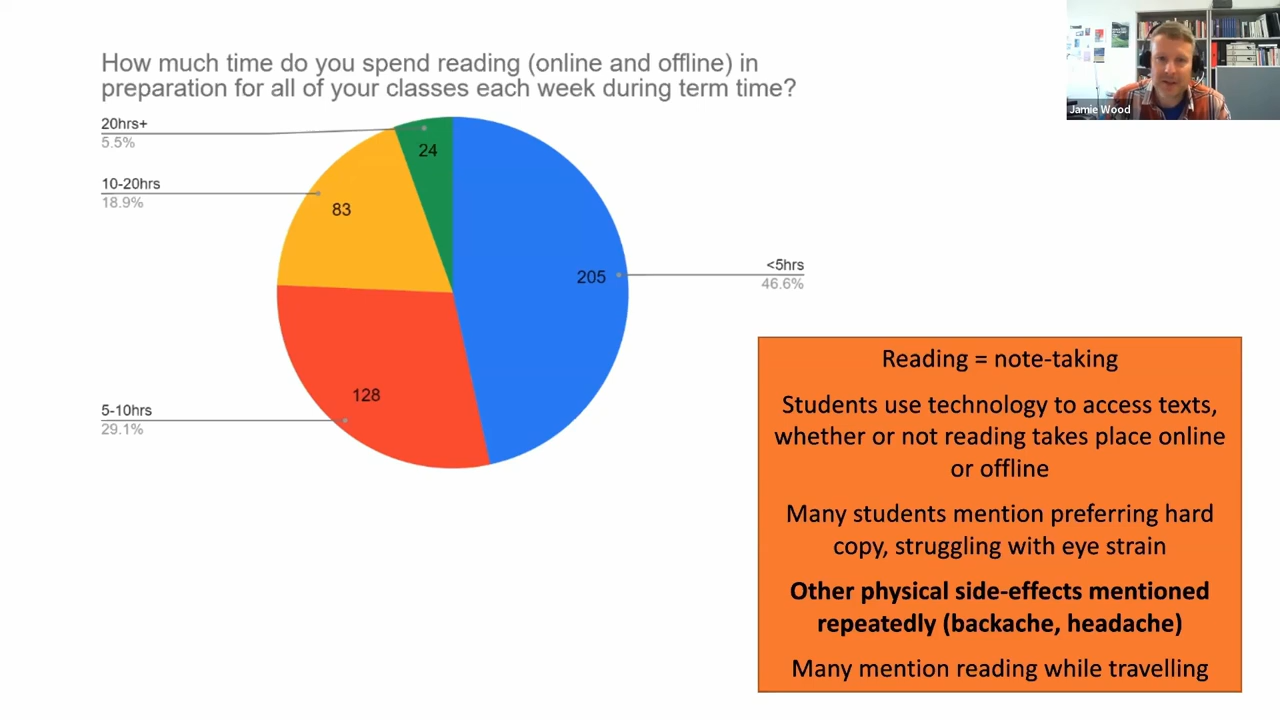 How much time do you spend reading (online and offline) in
preparation for all of your classes each week during term time?
Jamie Wood
20hrs+
5.5%
24
10-20hrs
18.9%
83
<5hrs
46.6%
205
5-10hrs
29.1%
128
Reading = note-taking
Students use technology to access texts,
whether or not reading takes place online
or offline
Many students mention preferring hard
copy, struggling with eye strain
Other physical side-effects mentioned
repeatedly (backache, headache)
Many mention reading while travelling